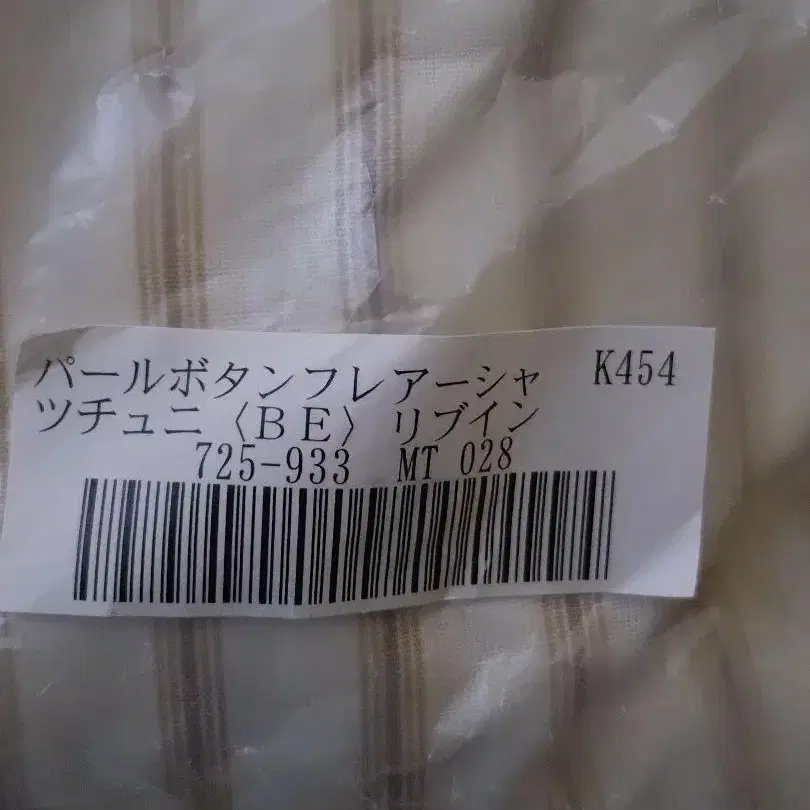 パールボタンフレアーシャ K454
ツチュニ〈ＢＥ〉リブイン
725-933 MT 028